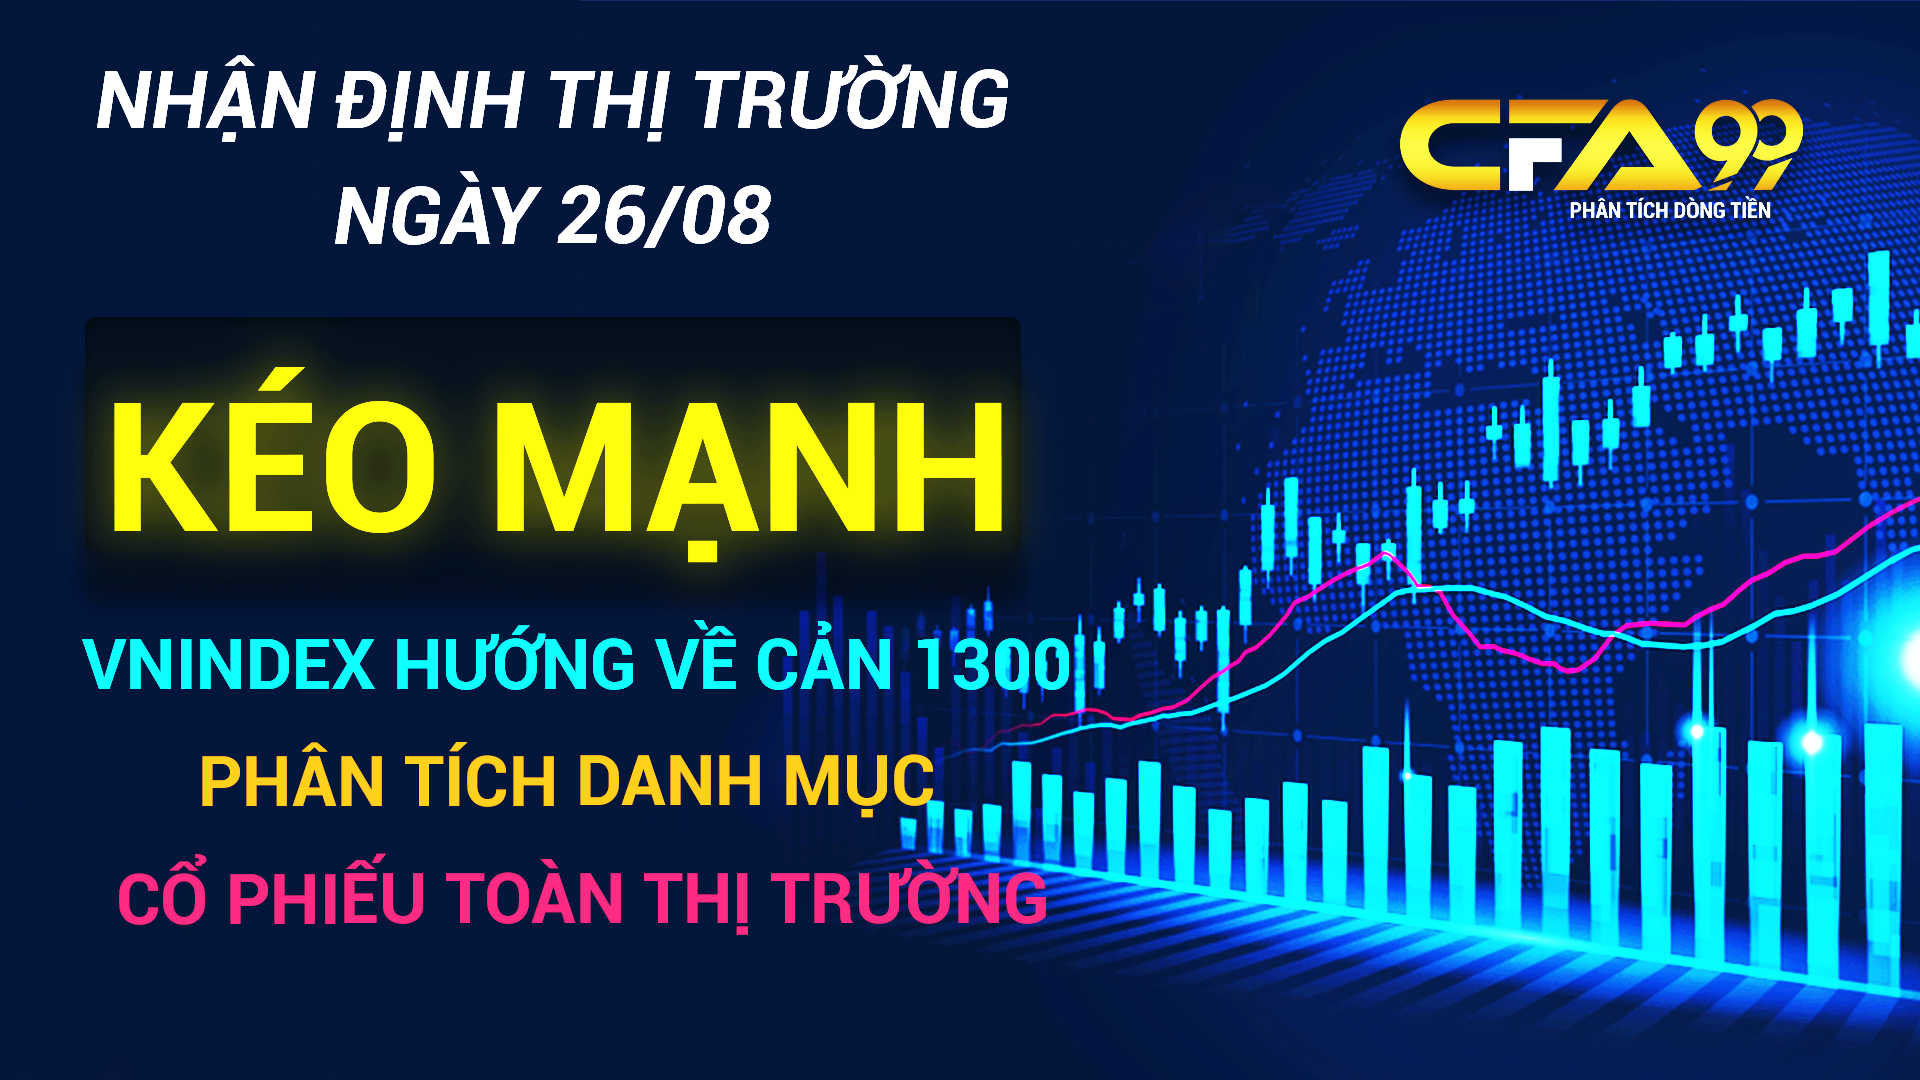 NHẬN ĐỊNH THỊ TRƯỜNG
NGÀY 26/08
CFA99
PHÂN TÍCH DÒNG TIỀN
KÉO MẠNH
VNINDEX HƯỚNG VỀ CẢN 1300
PHÂN TÍCH DANH MỤC
CỔ PHIẾU TOÀN THỊ TRƯỜNG